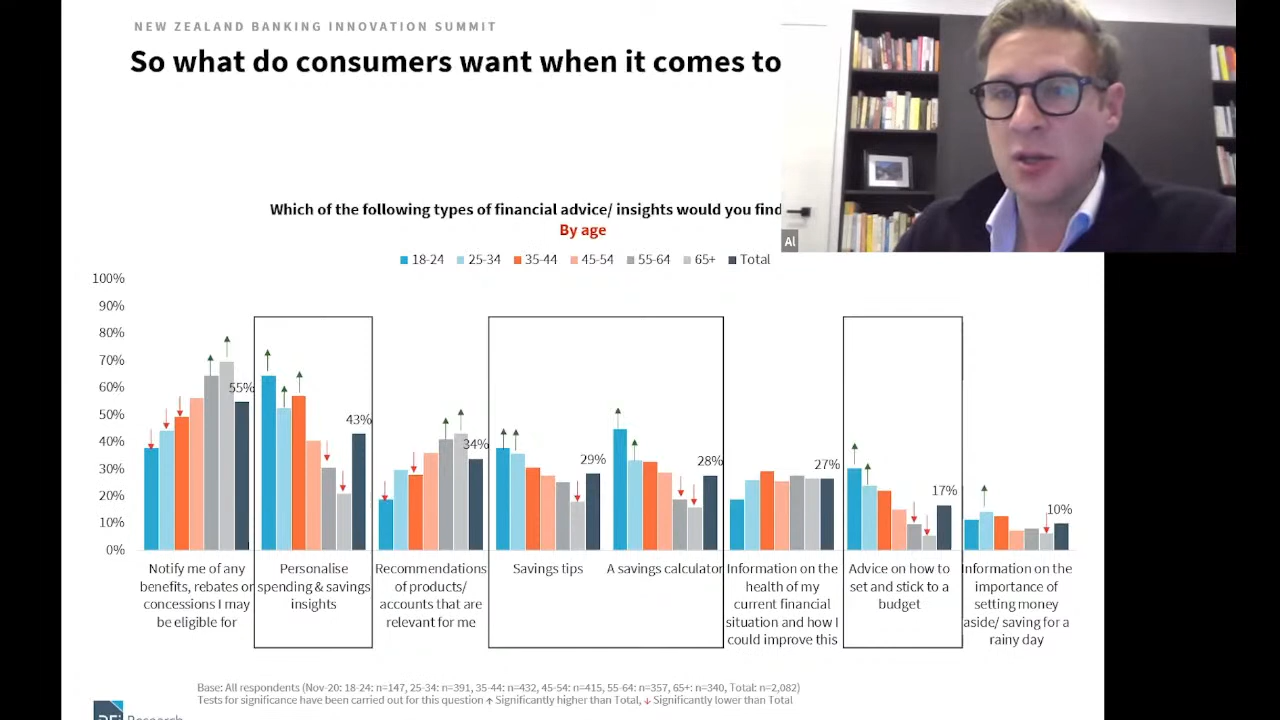 NEW ZEALAND BANKING INNOVATION SUMMIT
So what do consumers want when it comes to
Which of the following types of financial advice/ insights would you find
By age
18-24 25-34 35-44 45-54 55-64 65+ Total
Al
100%
90%
80%
70%
60%
50%
40%
30%
20%
10%
0%
55%
43%
34%
29%
28%
27%
17%
10%
Notify me of any
benefits, rebates or
concessions I may
be eligible for
Personalise
spending & savings
insights
Recommendations
of products/
accounts that are
relevant for me
Savings tips
A savings calculator
Information on the
health of my
current financial
situation and how I
could improve this
Advice on how to
set and stick to a
budget
Information on the
importance of
setting money
aside/ saving for a
rainy day
Base: All respondents (Nov-20: 18-24: n=147, 25-34: n=391, 35-44: n=432, 45-54: n=415, 55-64: n=357, 65+: n=340, Total: n=2,082)
Tests for significance have been carried out for this question ↑ Significantly higher than Total, ↓ Significantly lower than Total
Research